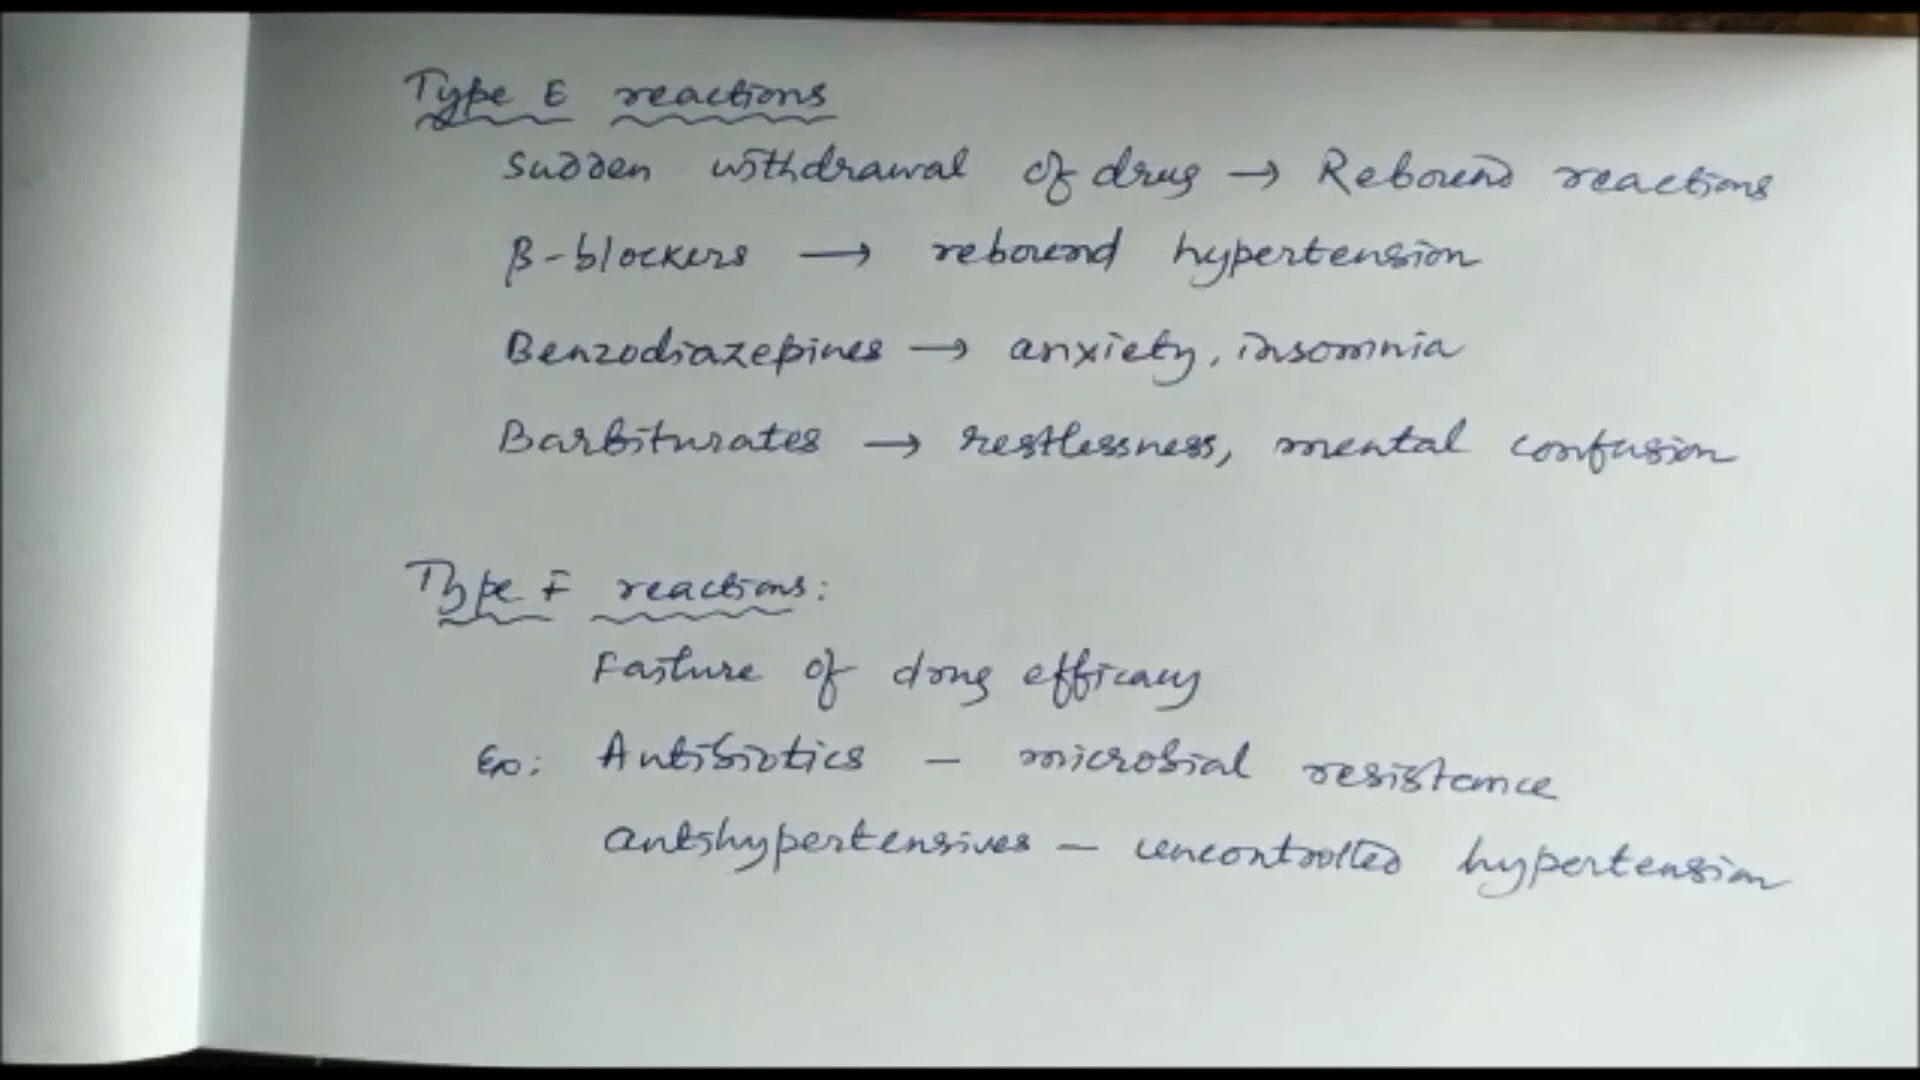 Type E reactions
Sudden withdrawal of drug → Rebound reactions
β-blockers → rebound hypertension
Benzodiazepines → anxiety, insomnia
Barbiturates → restlessness, mental confusion
Type F reactions:
Failure of drug efficacy
Ex: Antibiotics – microbial resistance
antihypertensives – uncontrolled hypertension